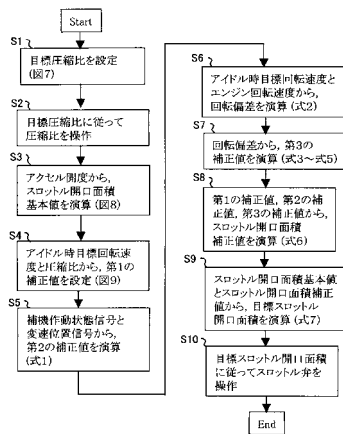 Start
S1
目標圧縮比を設定
(図7)
S2
目標圧縮比に従って
圧縮比を操作
S3
アクセル開度から,
スロットル開口面積
基本値を演算(図8)
S4
アイドル時目標回転速
度と圧縮比から, 第1の
補正値を設定(図9)
S5
補機作動状態信号と
変速位置信号から,
第2の補正値を演算
(式1)
S6
アイドル時目標回転速度と
エンジン回転速度から,
回転偏差を演算(式2)
S7
回転偏差から, 第3の
補正値を演算(式3~式5)
S8
第1の補正値, 第2の補
正値, 第3の補正値から,
スロットル開口面積
補正値を演算(式6)
S9
スロットル開口面積基本値
とスロットル開口面積補正
値から, 目標スロットル
開口面積を演算(式7)
S10
目標スロットル開口面積
に従ってスロットル弁を
操作
End